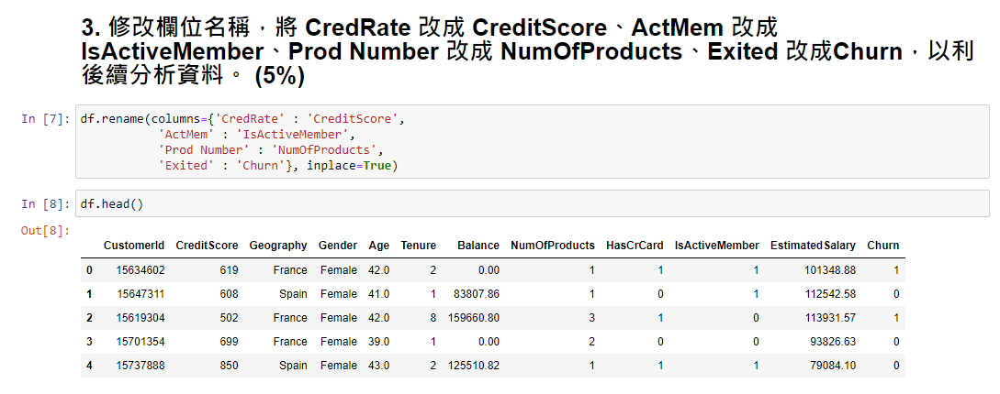 3. 修改欄位名稱，將 CredRate 改成 CreditScore、ActMem 改成
IsActiveMember、Prod Number 改成 NumOfProducts、Exited 改成Churn，以利
後續分析資料。 (5%)
In [7]: df.rename(columns={'CredRate' : 'CreditScore',
'ActMem' : 'IsActiveMember',
'Prod Number' : 'NumOfProducts',
'Exited' : 'Churn'}, inplace=True)
In [8]: df.head()
Out[8]:
CustomerId CreditScore Geography Gender Age Tenure Balance NumOfProducts HasCrCard IsActiveMember EstimatedSalary Churn
0 15634602 619 France Female 42.0 2 0.00 1 1 1 101348.88 1
1 15647311 608 Spain Female 41.0 1 83807.86 1 0 1 112542.58 0
2 15619304 502 France Female 42.0 8 159660.80 3 1 0 113931.57 1
3 15701354 699 France Female 39.0 1 0.00 2 0 0 93826.63 0
4 15737888 850 Spain Female 43.0 2 125510.82 1 1 1 79084.10 0